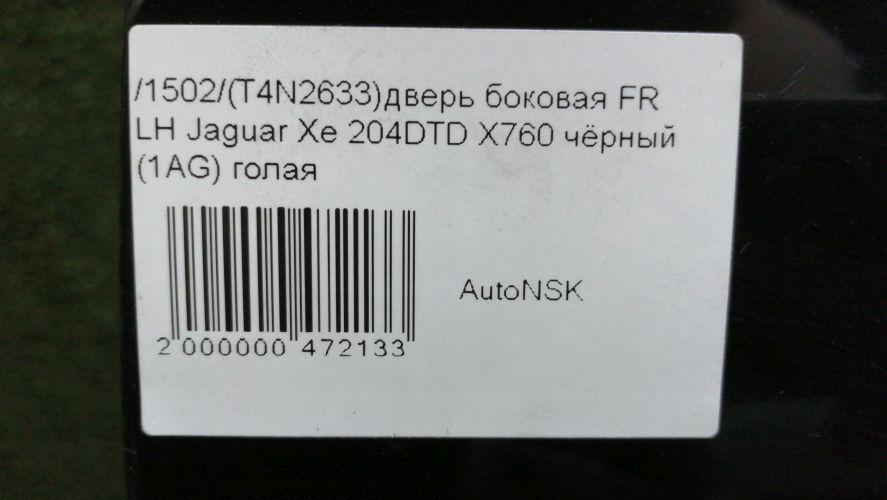 /1502/(T4N2633)дверь боковая FR
LH Jaguar Xe 204DTD X760 чёрный
(1AG) голая
AutoNSK
2 000000 472133